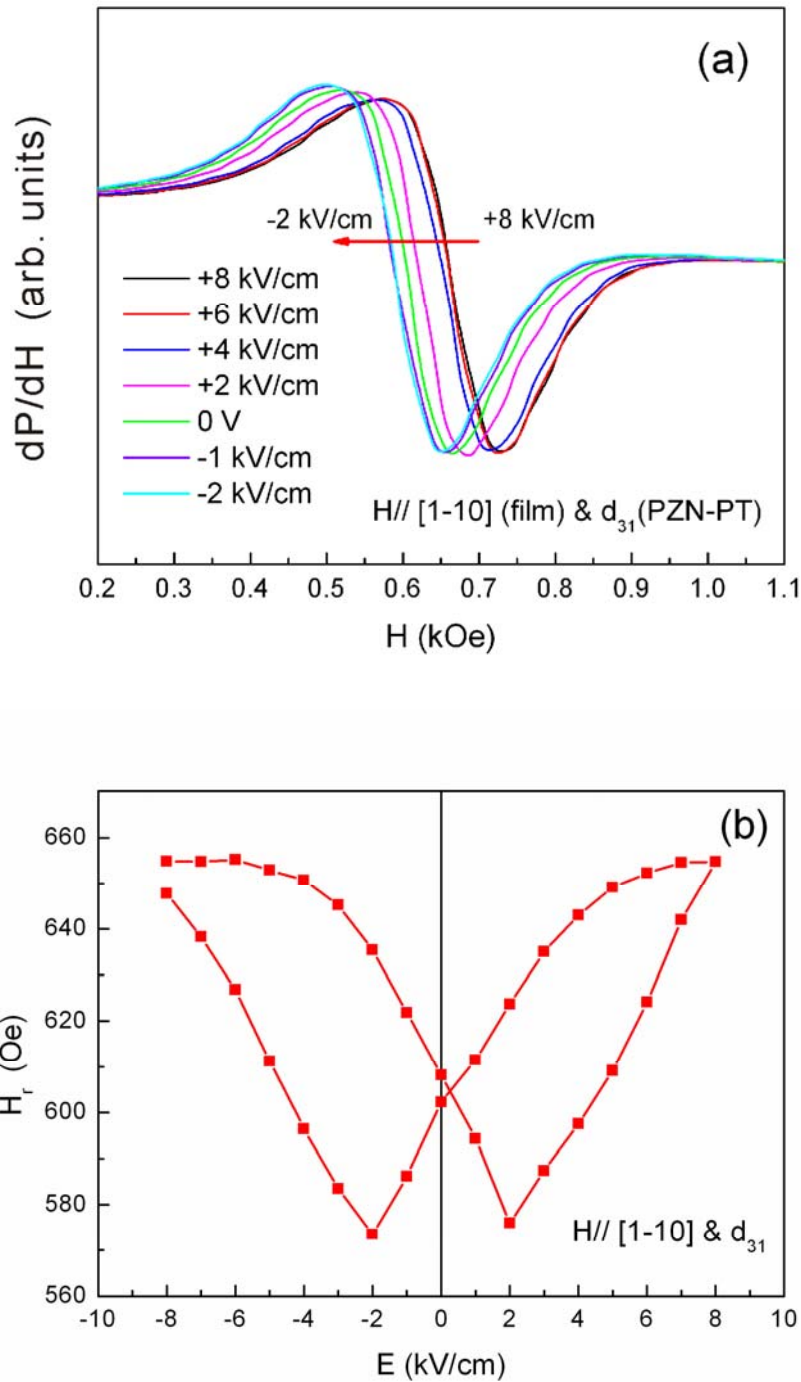 (a)
dP/dH (arb. units)
-2 kV/cm
+8 kV/cm
+8 kV/cm
+6 kV/cm
+4 kV/cm
+2 kV/cm
0 V
-1 kV/cm
-2 kV/cm
H// [1-10] (film) & d31(PZN-PT)
0.2 0.3 0.4 0.5 0.6 0.7 0.8 0.9 1.0 1.1
H (kOe)
(b)
660
640
620
600
580
560
Hr (Oe)
H// [1-10] & d31
-10 -8 -6 -4 -2 0 2 4 6 8 10
E (kV/cm)